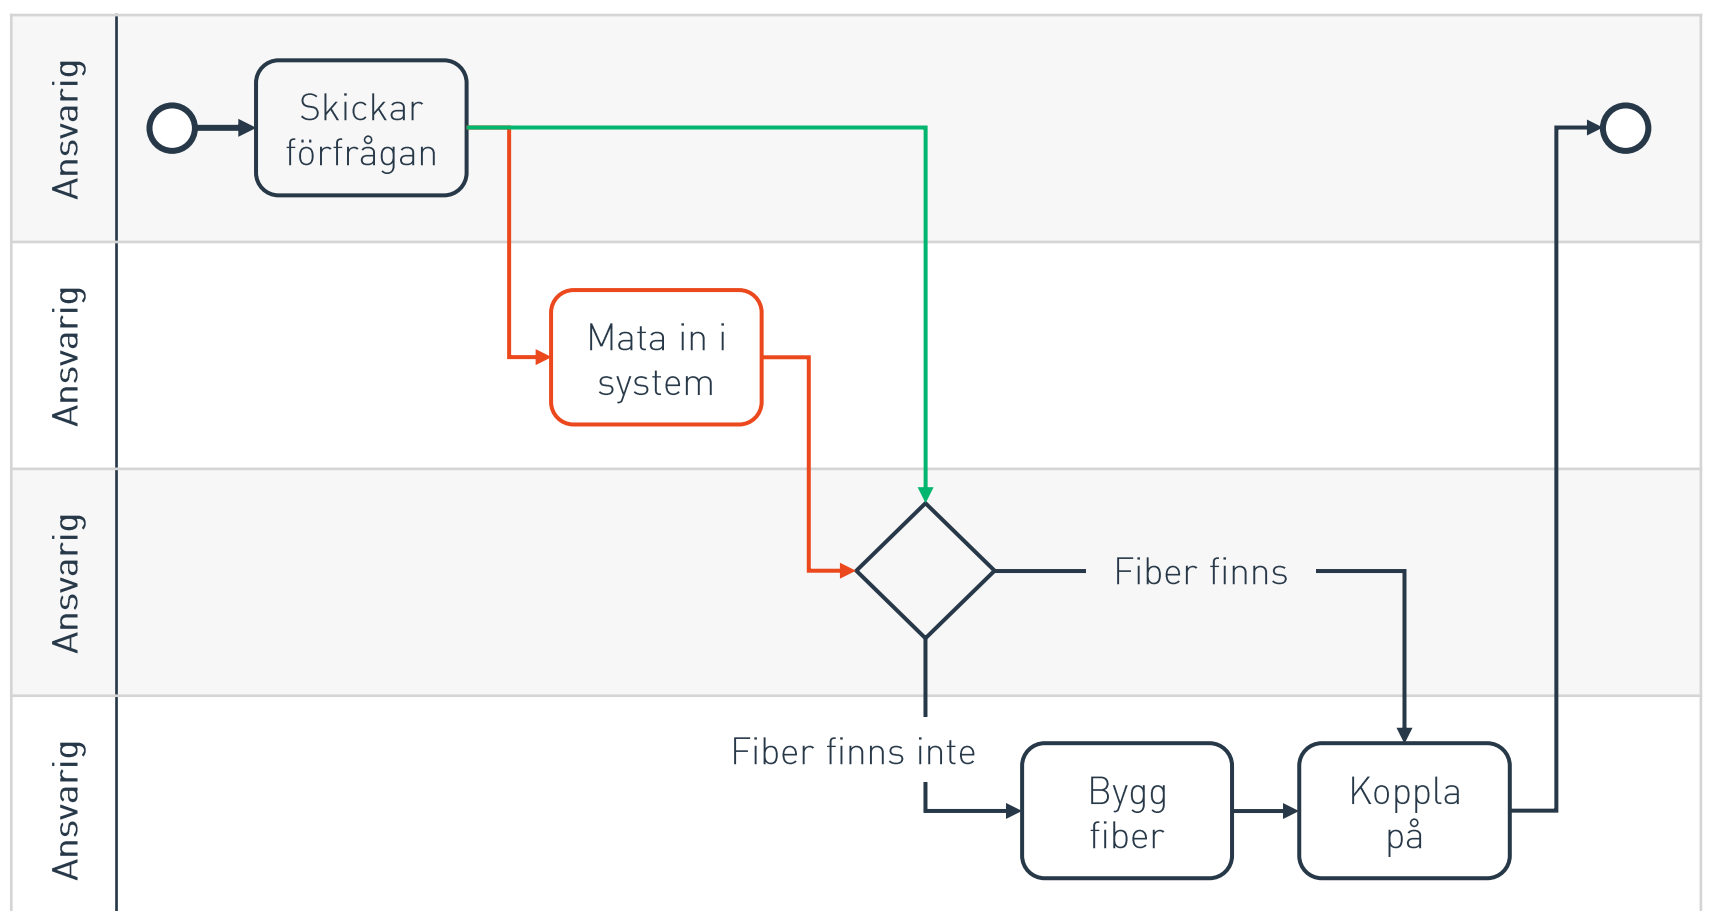 Ansvarig
Skickar
förfrågan
Ansvarig
Mata in i
system
Ansvarig
Fiber finns
Ansvarig
Fiber finns inte
Bygg
fiber
Koppla
på